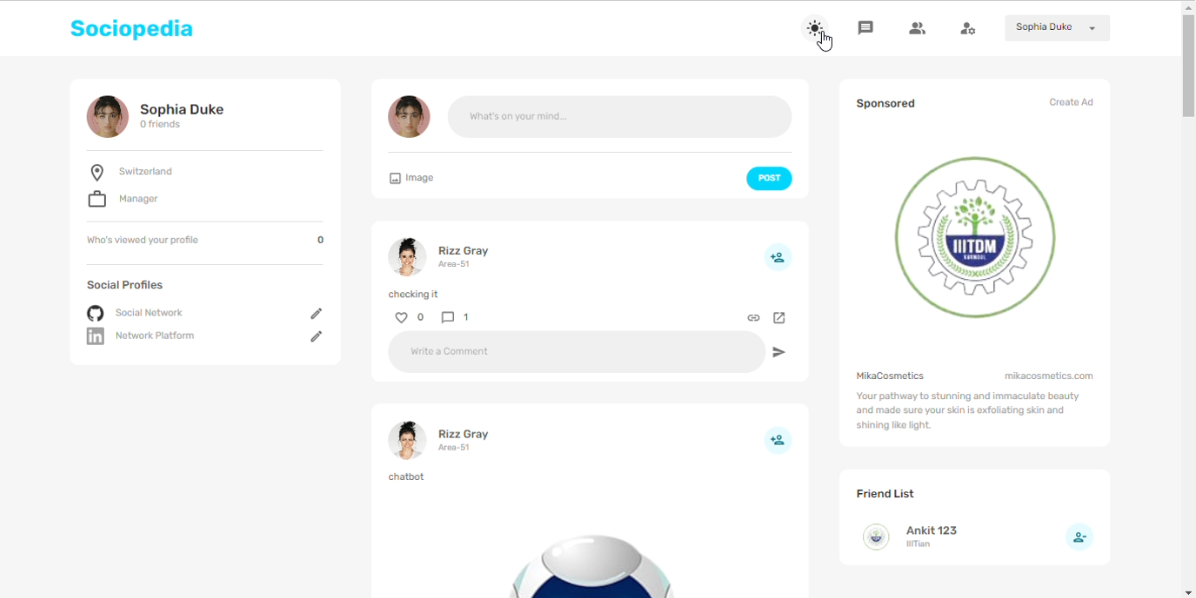 Sociopedia
Sophia Duke
Sophia Duke
0 friends
Switzerland
Manager
Who's viewed your profile 0
Social Profiles
Social Network
Network Platform
What's on your mind...
Image
POST
Rizz Gray
Area-51
checking it
0 1
Write a Comment
Rizz Gray
Area-51
chatbot
Sponsored Create Ad
IIITDM
KURNOOL
MikaCosmetics mikacosmetics.com
Your pathway to stunning and immaculate beauty
and made sure your skin is exfoliating skin and
shining like light.
Friend List
Ankit 123
IIITian